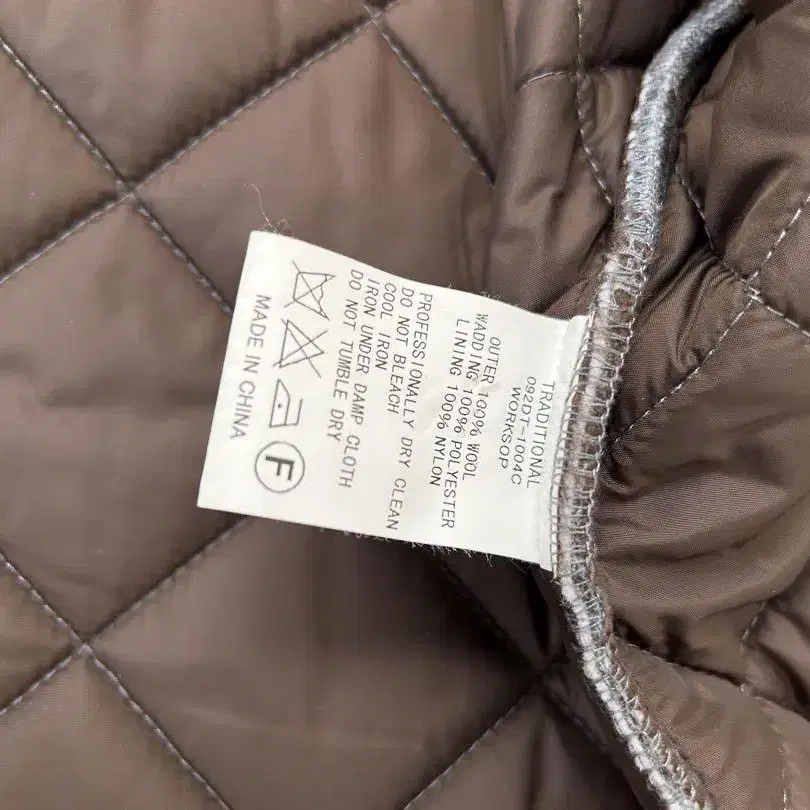 TRADITIONAL
092DT-1004C
WORKSOP
OUTER 100% WOOL
WADDING 100% POLYESTER
LINING 100% NYLON
PROFESSIONALLY DRY CLEAN
DO NOT BLEACH
COOL IRON
IRON UNDER DAMP CLOTH
DO NOT TUMBLE DRY
F
MADE IN CHINA